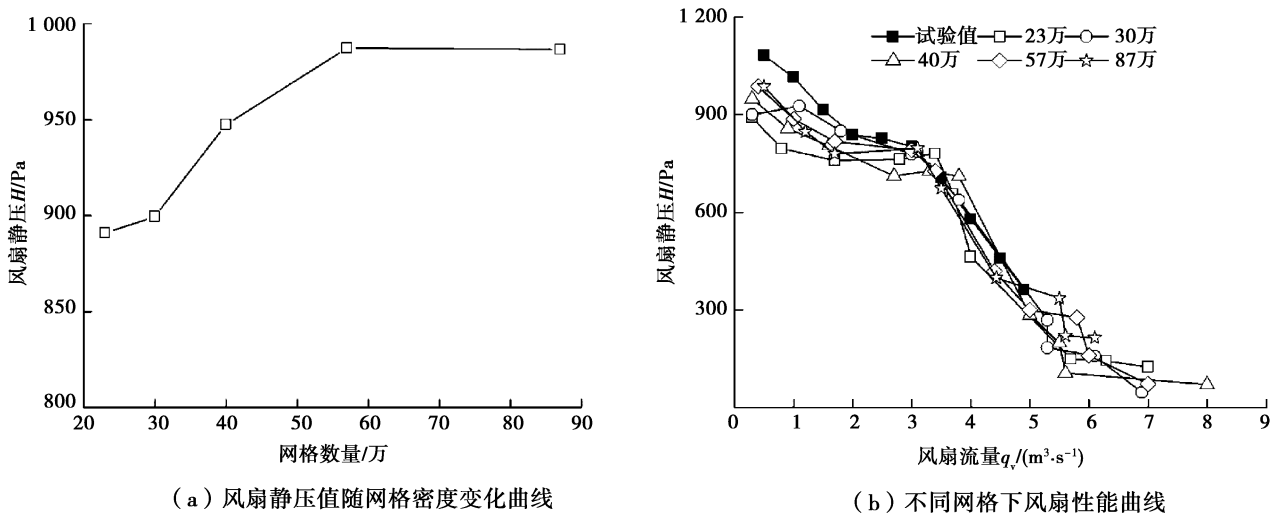 1 000
950
900
850
800
20 30 40 50 60 70 80 90
风扇静压H/Pa
网格数量/万
（a）风扇静压值随网格密度变化曲线
1 200
900
600
300
0 1 2 3 4 5 6 7 8 9
试验值 23万 30万
40万 57万 87万
风扇静压H/Pa
风扇流量qv/(m³·s⁻¹)
（b）不同网格下风扇性能曲线